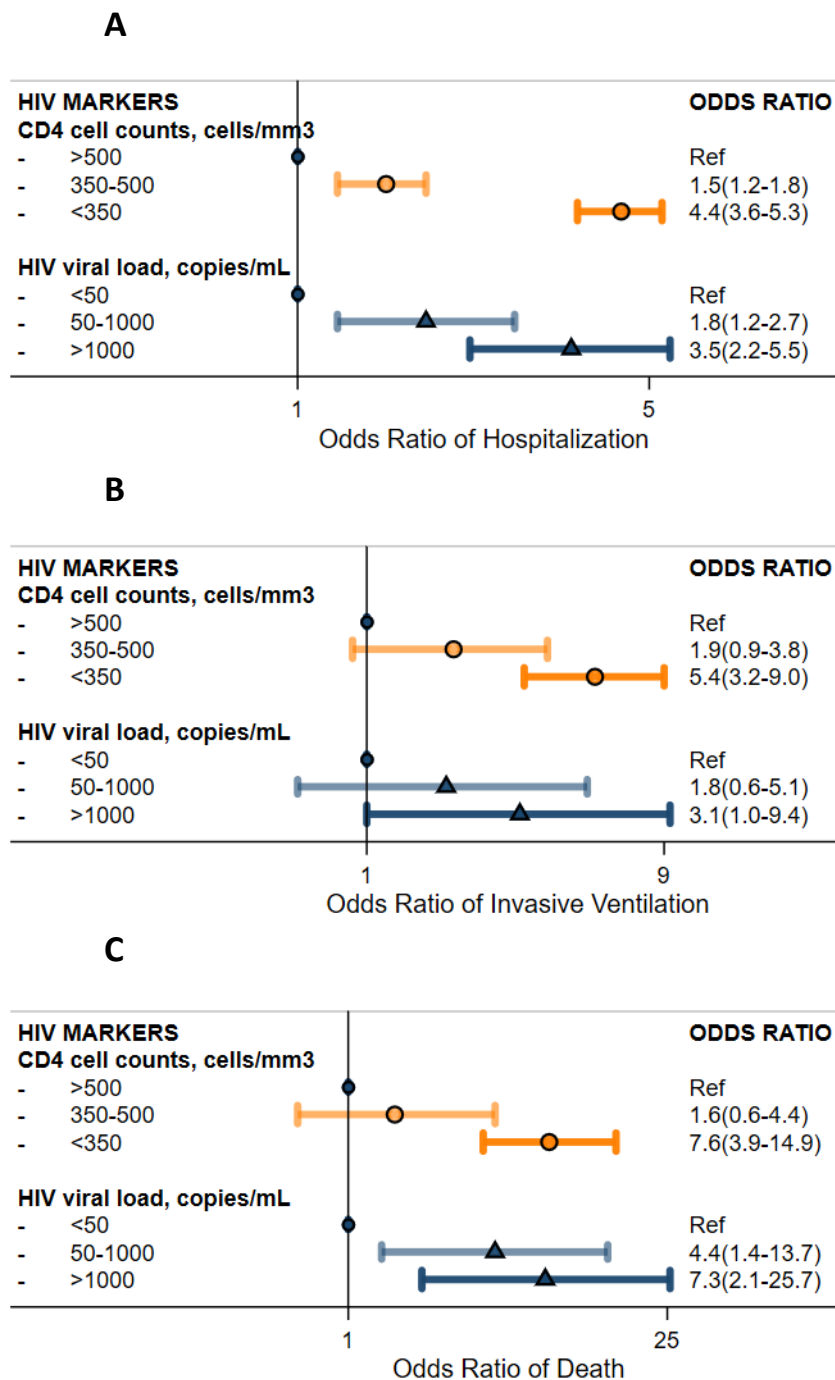 A
HIV MARKERS ODDS RATIO
CD4 cell counts, cells/mm3
- >500 Ref
- 350-500 1.5(1.2-1.8)
- <350 4.4(3.6-5.3)
HIV viral load, copies/mL
- <50 Ref
- 50-1000 1.8(1.2-2.7)
- >1000 3.5(2.2-5.5)
1 5
Odds Ratio of Hospitalization
B
HIV MARKERS ODDS RATIO
CD4 cell counts, cells/mm3
- >500 Ref
- 350-500 1.9(0.9-3.8)
- <350 5.4(3.2-9.0)
HIV viral load, copies/mL
- <50 Ref
- 50-1000 1.8(0.6-5.1)
- >1000 3.1(1.0-9.4)
1 9
Odds Ratio of Invasive Ventilation
C
HIV MARKERS ODDS RATIO
CD4 cell counts, cells/mm3
- >500 Ref
- 350-500 1.6(0.6-4.4)
- <350 7.6(3.9-14.9)
HIV viral load, copies/mL
- <50 Ref
- 50-1000 4.4(1.4-13.7)
- >1000 7.3(2.1-25.7)
1 25
Odds Ratio of Death